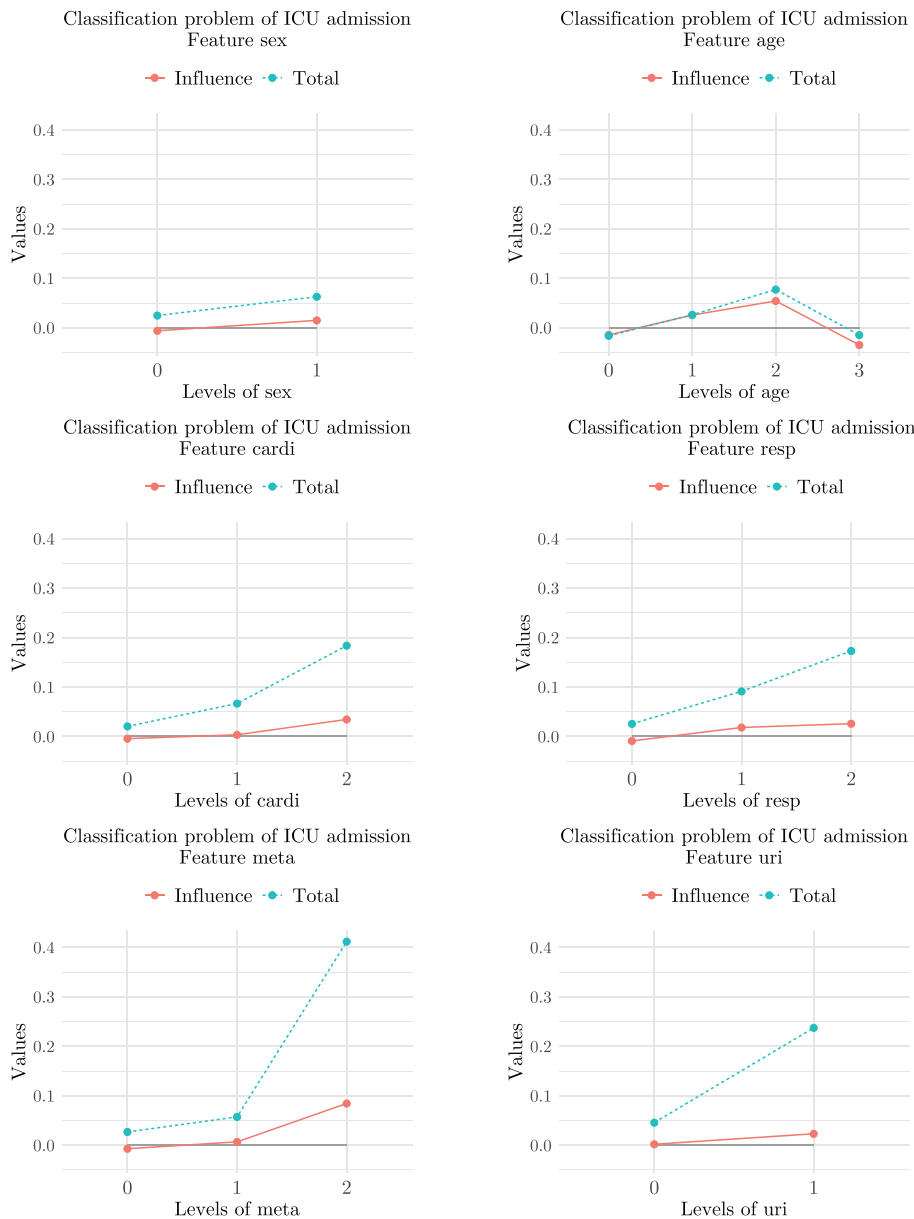 Classification problem of ICU admission
Feature sex
Influence Total
0.4
0.3
0.2
0.1
0.0
Values
0 1
Levels of sex
Classification problem of ICU admission
Feature age
Influence Total
0.4
0.3
0.2
0.1
0.0
Values
0 1 2 3
Levels of age
Classification problem of ICU admission
Feature cardi
Influence Total
0.4
0.3
0.2
0.1
0.0
Values
0 1 2
Levels of cardi
Classification problem of ICU admission
Feature resp
Influence Total
0.4
0.3
0.2
0.1
0.0
Values
0 1 2
Levels of resp
Classification problem of ICU admission
Feature meta
Influence Total
0.4
0.3
0.2
0.1
0.0
Values
0 1 2
Levels of meta
Classification problem of ICU admission
Feature uri
Influence Total
0.4
0.3
0.2
0.1
0.0
Values
0 1
Levels of uri